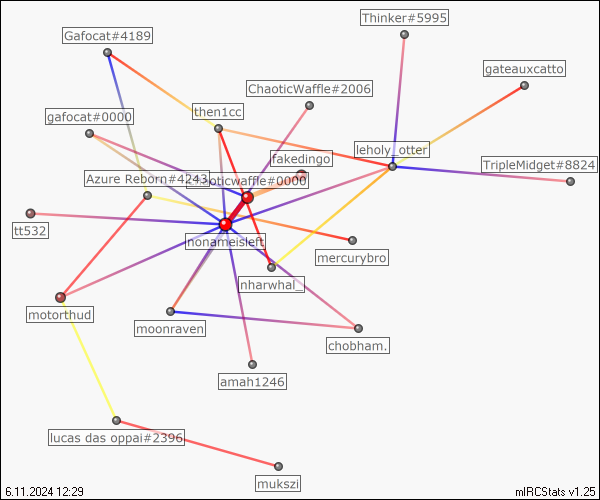 Thinker#5995
Gafocat#4189
gateauxcatto
ChaoticWaffle#2006
then1cc
gafocat#0000
leholy_otter
fakedingo
TripleMidget#8824
Azure Reborn#4243
aoticwaffle#0000
tt532
nonameisleft
mercurybro
nharwhal_
motorthud
moonraven
chobham.
amah1246
lucas das oppai#2396
mukszi
6.11.2024 12:29
mIRCStats v1.25